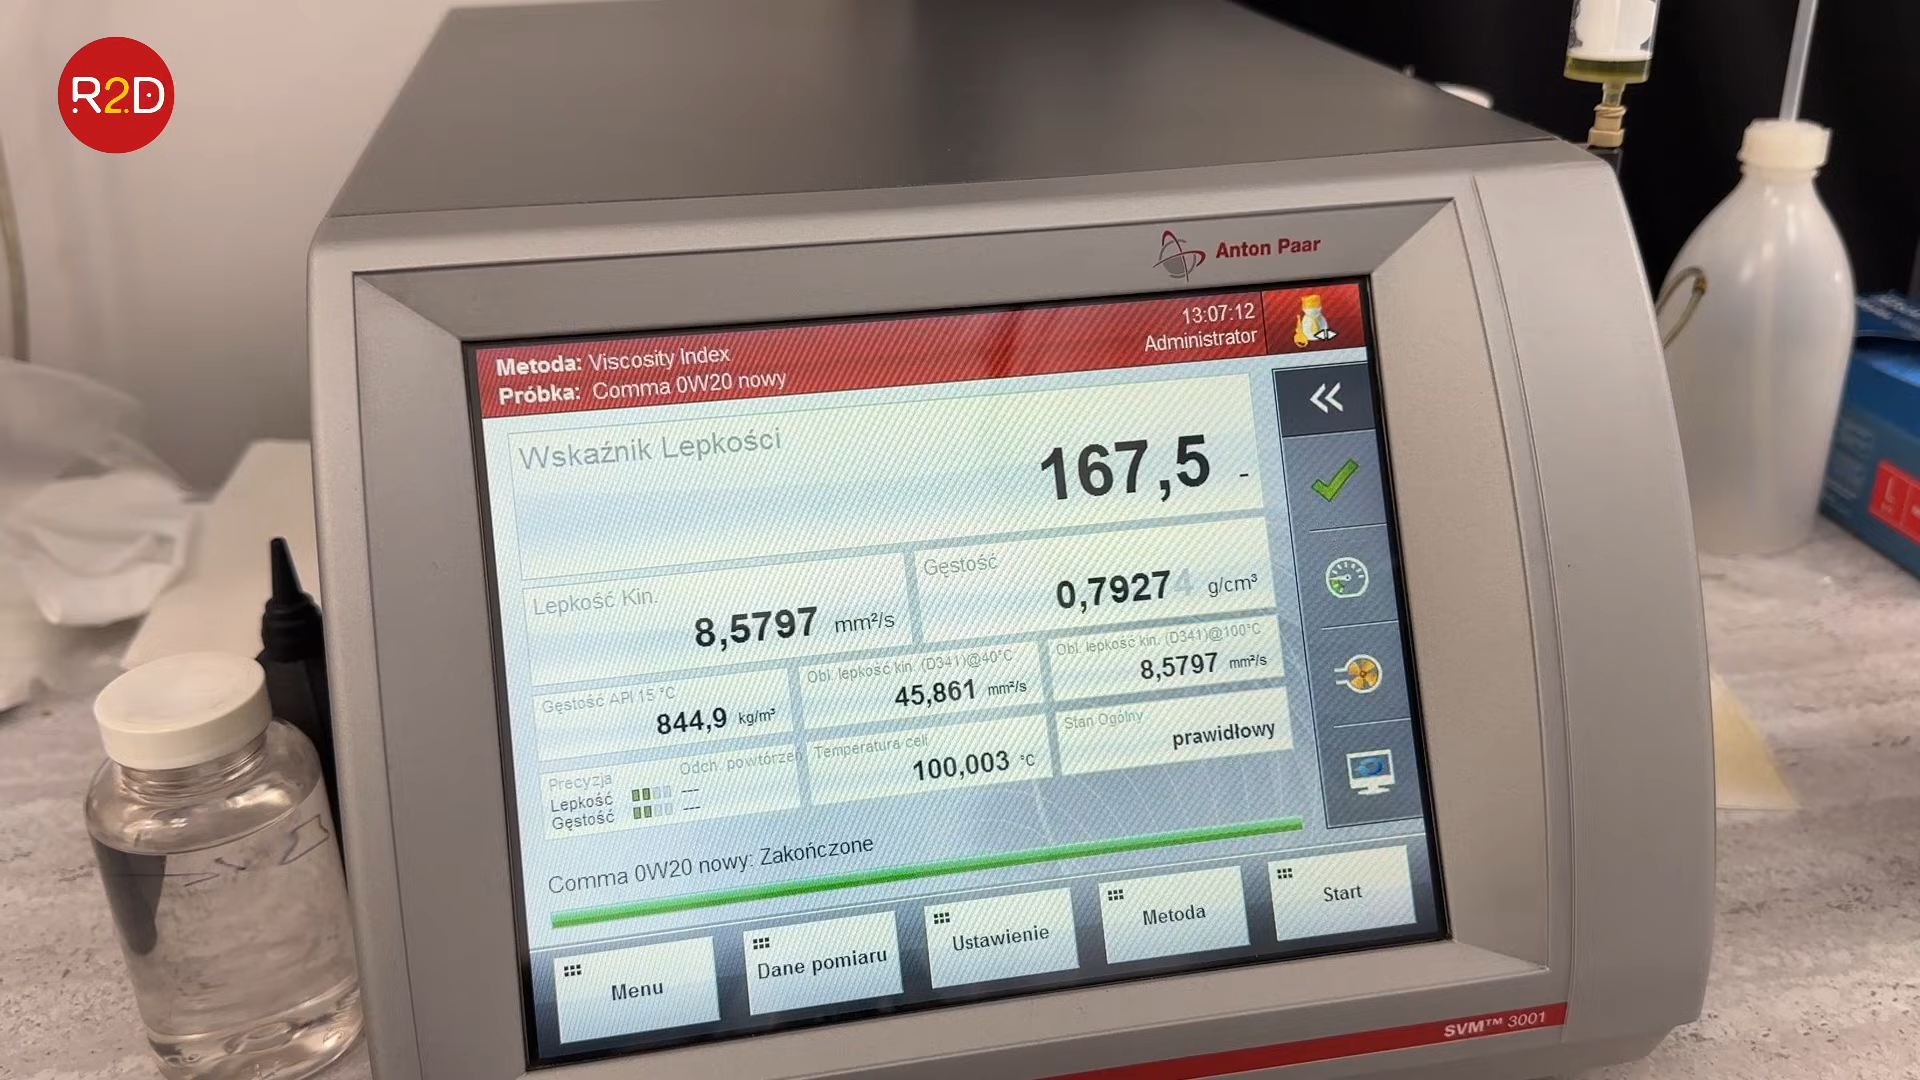 R2D
Anton Paar
13:07:12
Administrator
Metoda: Viscosity Index
Próbka: Comma 0W20 nowy
Wskaźnik Lepkości
167,5 -
Lepkość Kin.
8,5797 mm²/s
Gęstość
0,79274 g/cm³
Gęstość API 15 °C
844,9 kg/m³
Obl. lepkość kin. (D341)@40°C
45,861 mm²/s
Obl. lepkość kin. (D341)@100°C
8,5797 mm²/s
Precyzja
Odch. powtórzeń
Lepkość ---
Gęstość ---
Temperatura celi
100,003 °C
Stan Ogólny
prawidłowy
Comma 0W20 nowy: Zakończone
Menu
Dane pomiaru
Ustawienie
Metoda
Start
SVM™ 3001
L